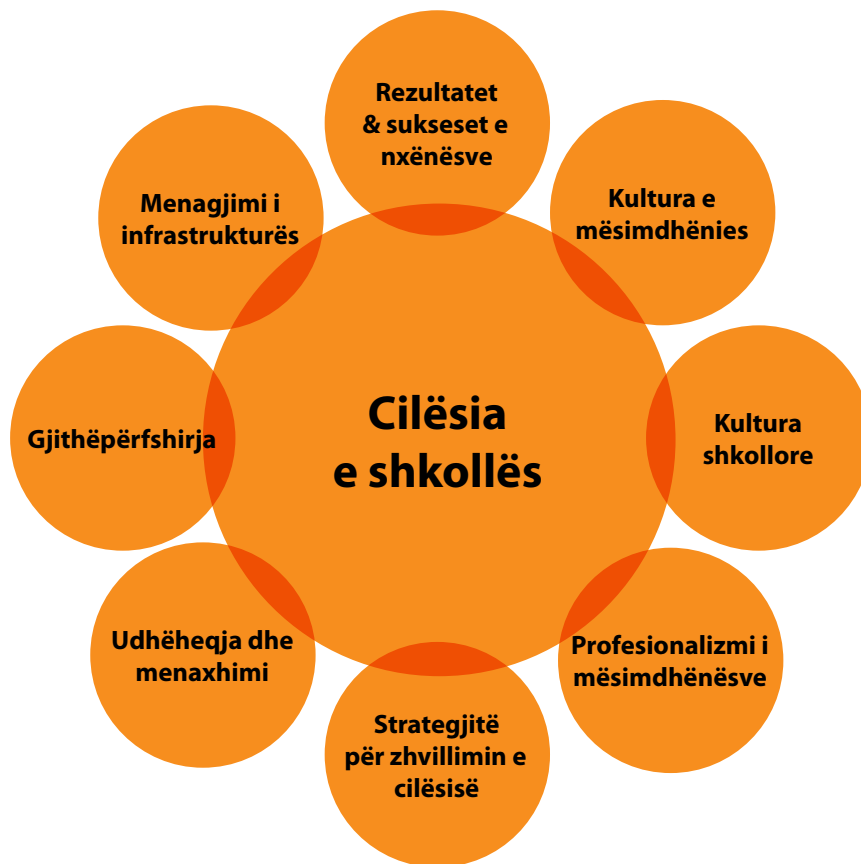 Rezultatet
& sukseset e
nxënësve
Kultura e
mësimdhënies
Kultura
shkollore
Profesionalizmi i
mësimdhënësve
Strategjitë
për zhvillimin e
cilësisë
Udhëheqja dhe
menaxhimi
Gjithëpërfshirja
Menagjimi i
infrastrukturës
Cilësia
e shkollës